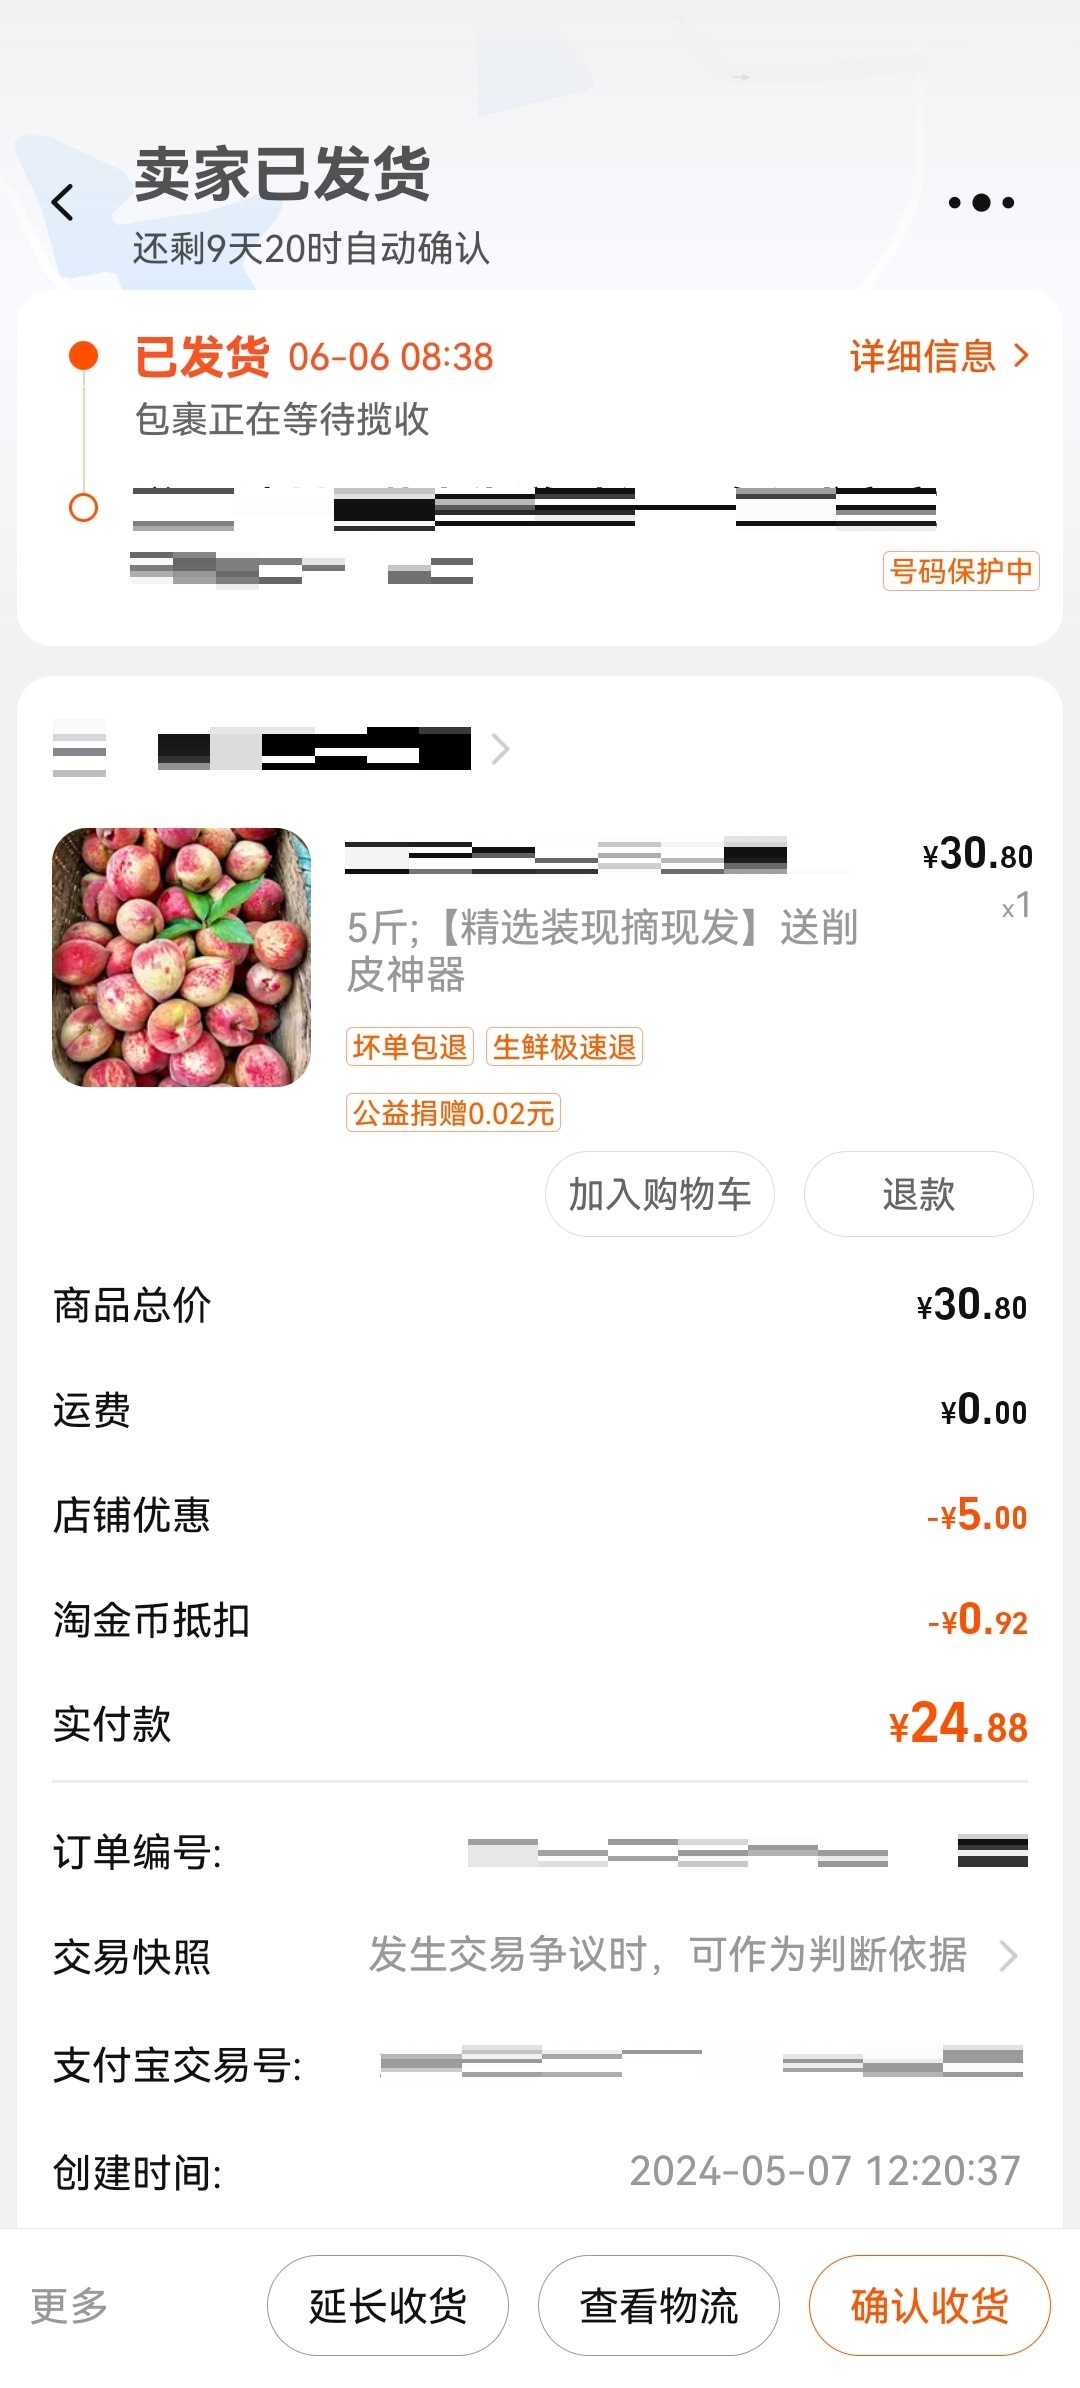 卖家已发货
还剩9天20时自动确认
已发货 06-06 08:38 详细信息
包裹正在等待揽收
号码保护中
¥30.80
x1
5斤;【精选装现摘现发】送削
皮神器
坏单包退 生鲜极速退
公益捐赠0.02元
加入购物车 退款
商品总价 ¥30.80
运费 ¥0.00
店铺优惠 -¥5.00
淘金币抵扣 -¥0.92
实付款 ¥24.88
订单编号:
交易快照 发生交易争议时，可作为判断依据
支付宝交易号:
创建时间: 2024-05-07 12:20:37
更多 延长收货 查看物流 确认收货